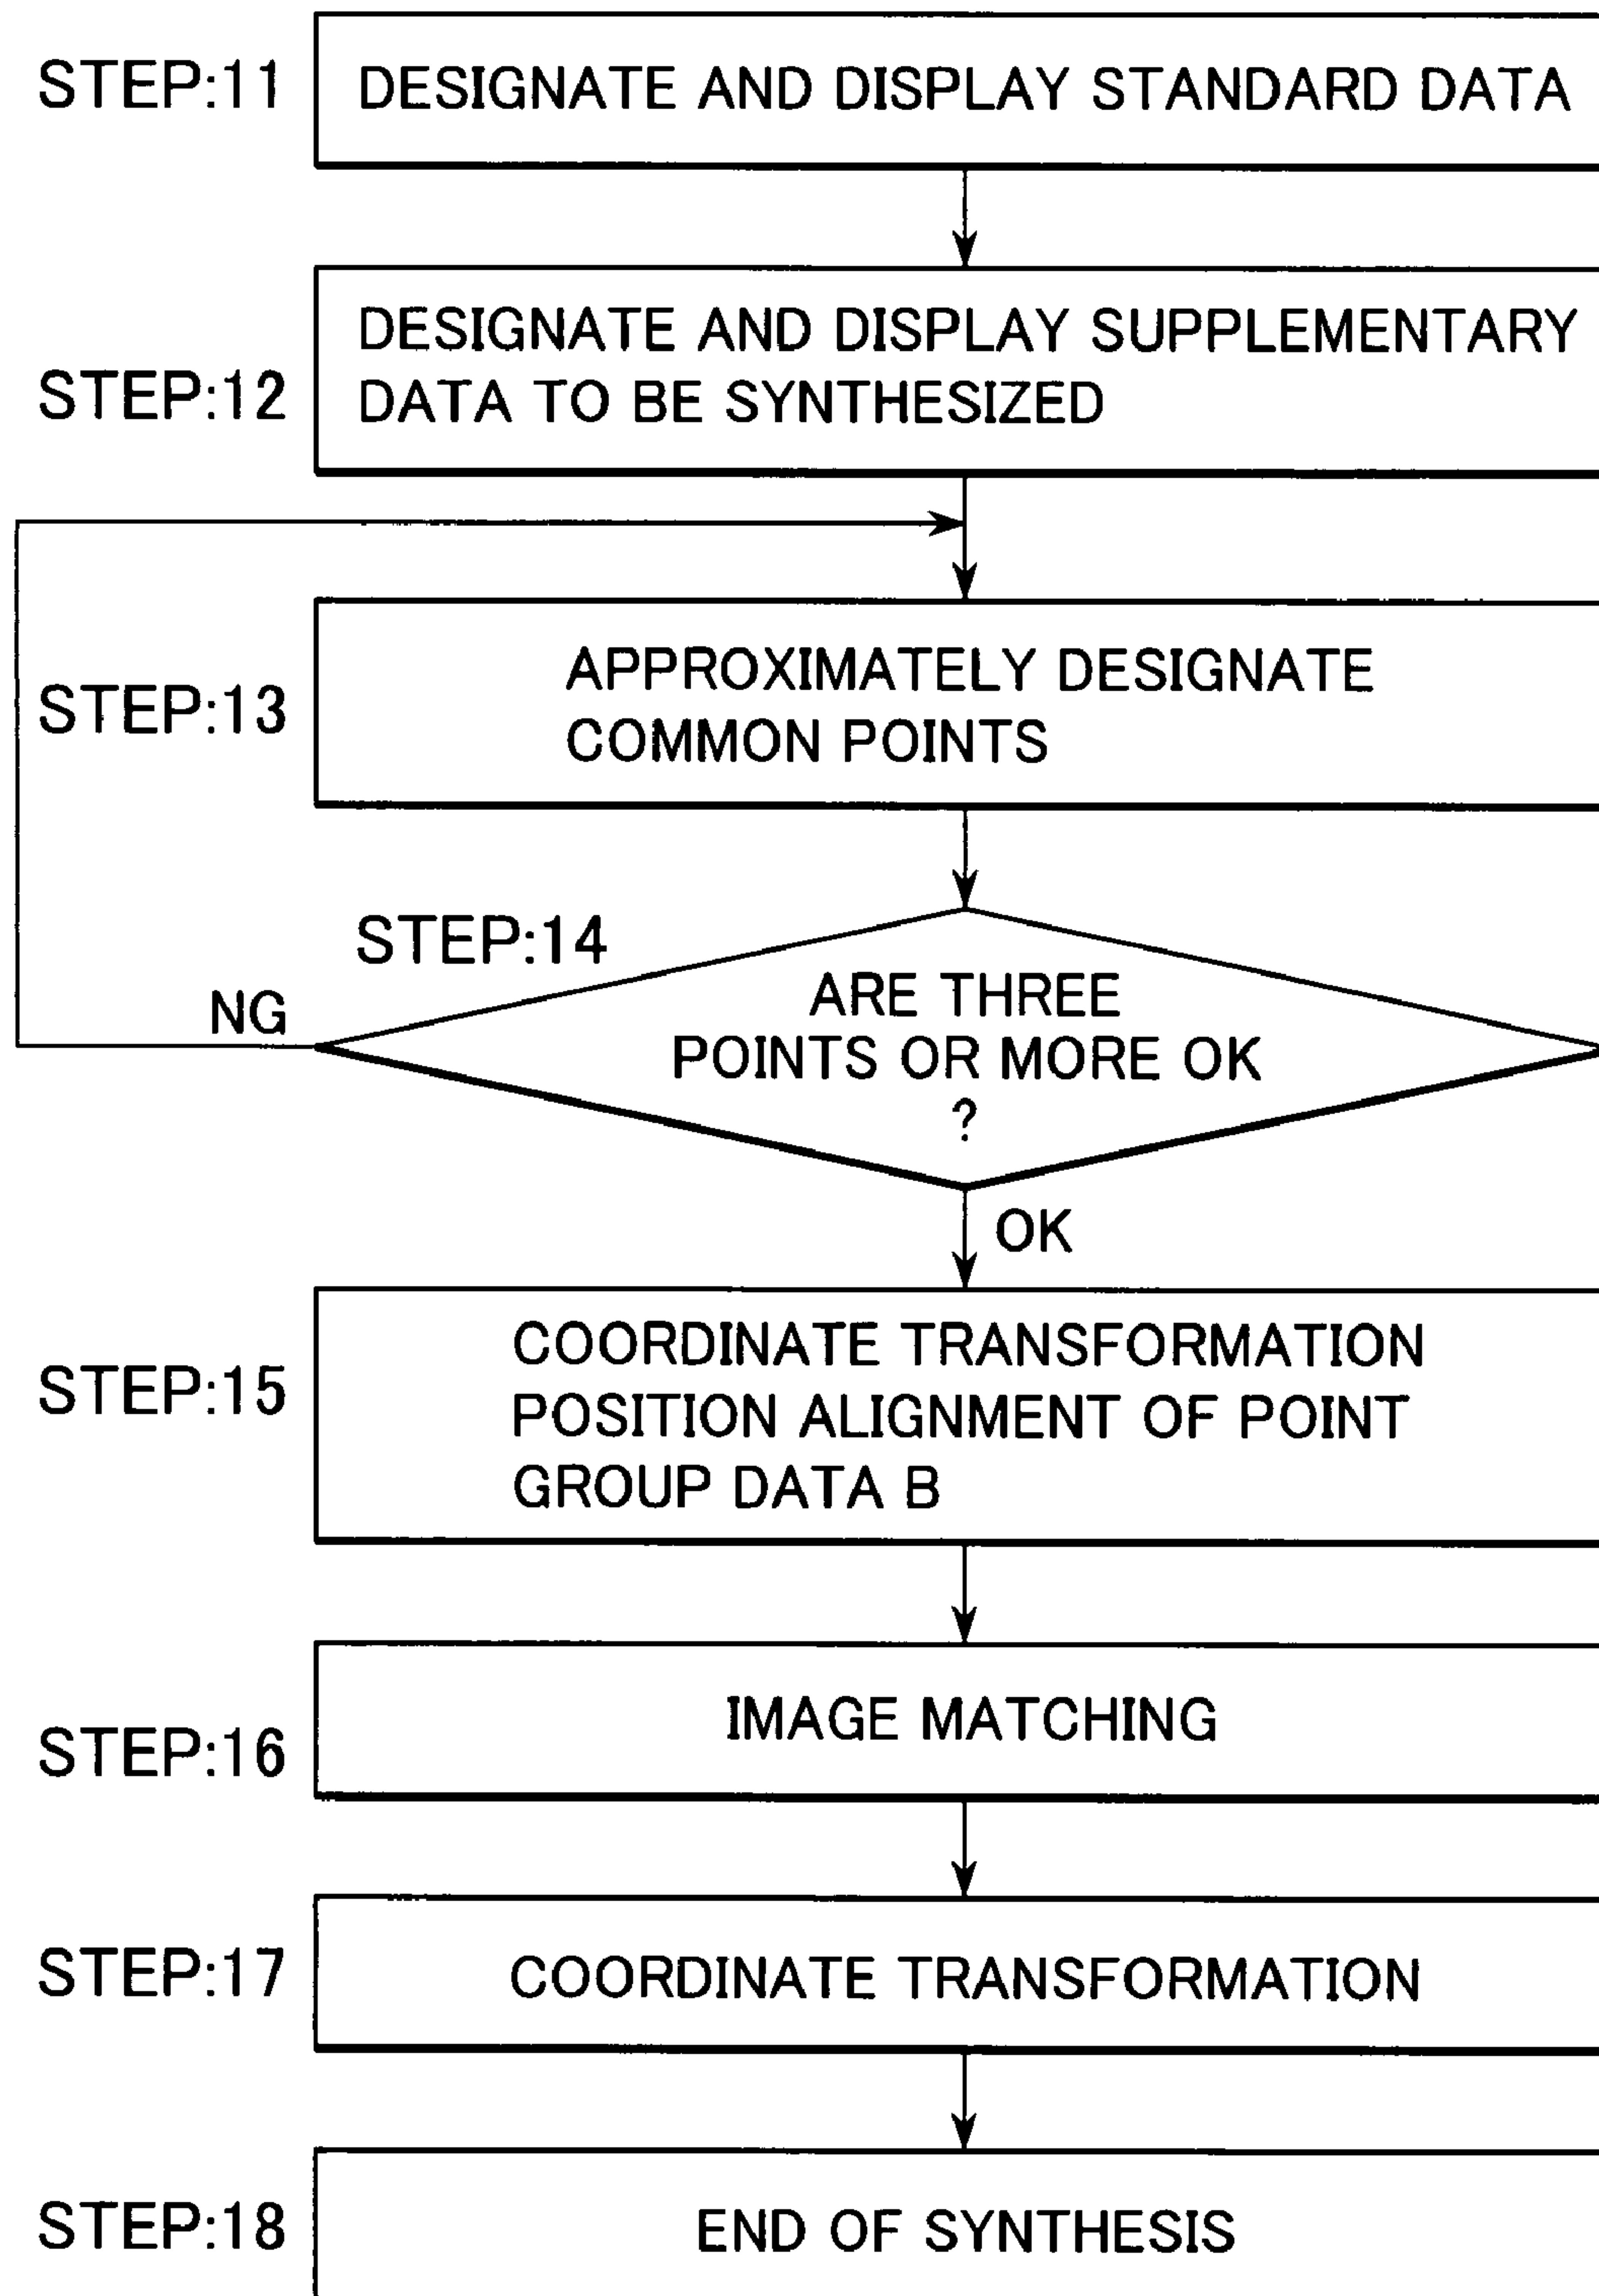 STEP:11
DESIGNATE AND DISPLAY STANDARD DATA
STEP:12
DESIGNATE AND DISPLAY SUPPLEMENTARY
DATA TO BE SYNTHESIZED
STEP:13
APPROXIMATELY DESIGNATE
COMMON POINTS
STEP:14
NG
ARE THREE
POINTS OR MORE OK
?
OK
STEP:15
COORDINATE TRANSFORMATION
POSITION ALIGNMENT OF POINT
GROUP DATA B
STEP:16
IMAGE MATCHING
STEP:17
COORDINATE TRANSFORMATION
STEP:18
END OF SYNTHESIS